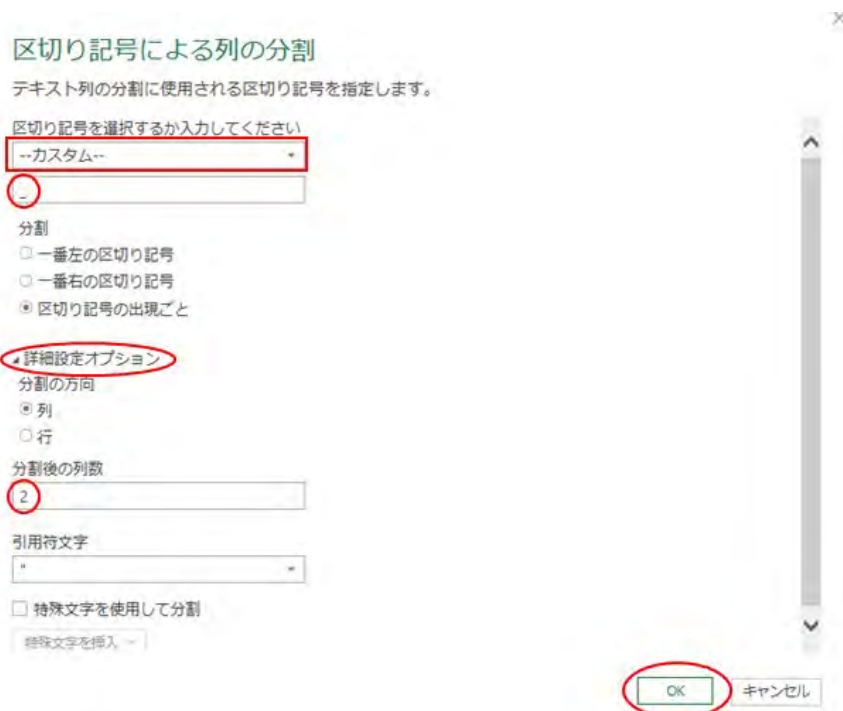 区切り記号による列の分割
テキスト列の分割に使用される区切り記号を指定します。
区切り記号を選択するか入力してください
--カスタム--
_
分割
一番左の区切り記号
一番右の区切り記号
区切り記号の出現ごと
詳細設定オプション
分割の方向
列
行
分割後の列数
2
引用符文字
"
特殊文字を使用して分割
特殊文字を挿入
OK キャンセル